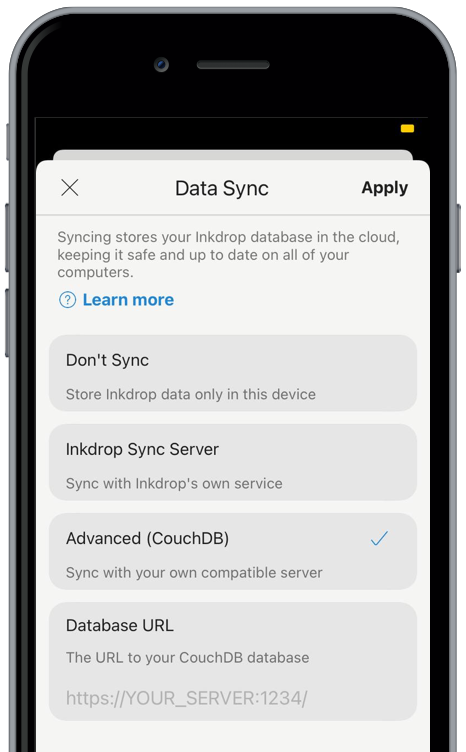 Data Sync
Apply
Syncing stores your Inkdrop database in the cloud,
keeping it safe and up to date on all of your
computers.
? Learn more
Don't Sync
Store Inkdrop data only in this device
Inkdrop Sync Server
Sync with Inkdrop's own service
Advanced (CouchDB)
Sync with your own compatible server
Database URL
The URL to your CouchDB database
https://YOUR_SERVER:1234/